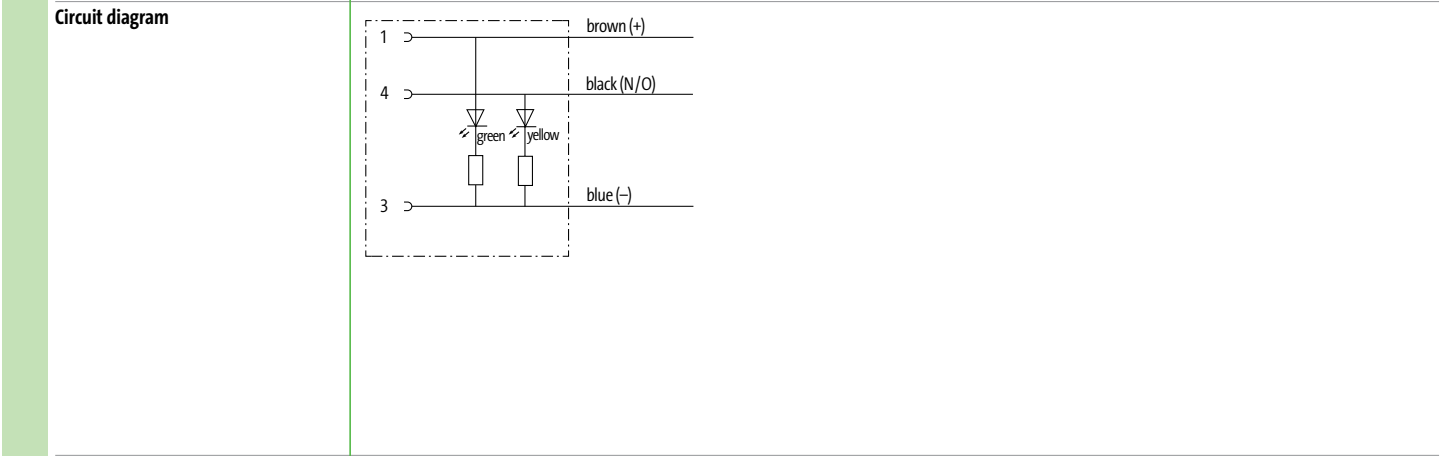 Circuit diagram
1 brown (+)
4 black (N/O)
green yellow
3 blue (–)